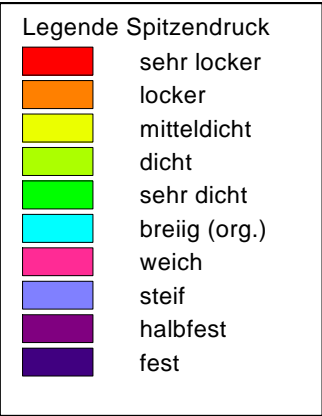 Legende Spitzendruck
sehr locker
locker
mitteldicht
dicht
sehr dicht
breiig (org.)
weich
steif
halbfest
fest